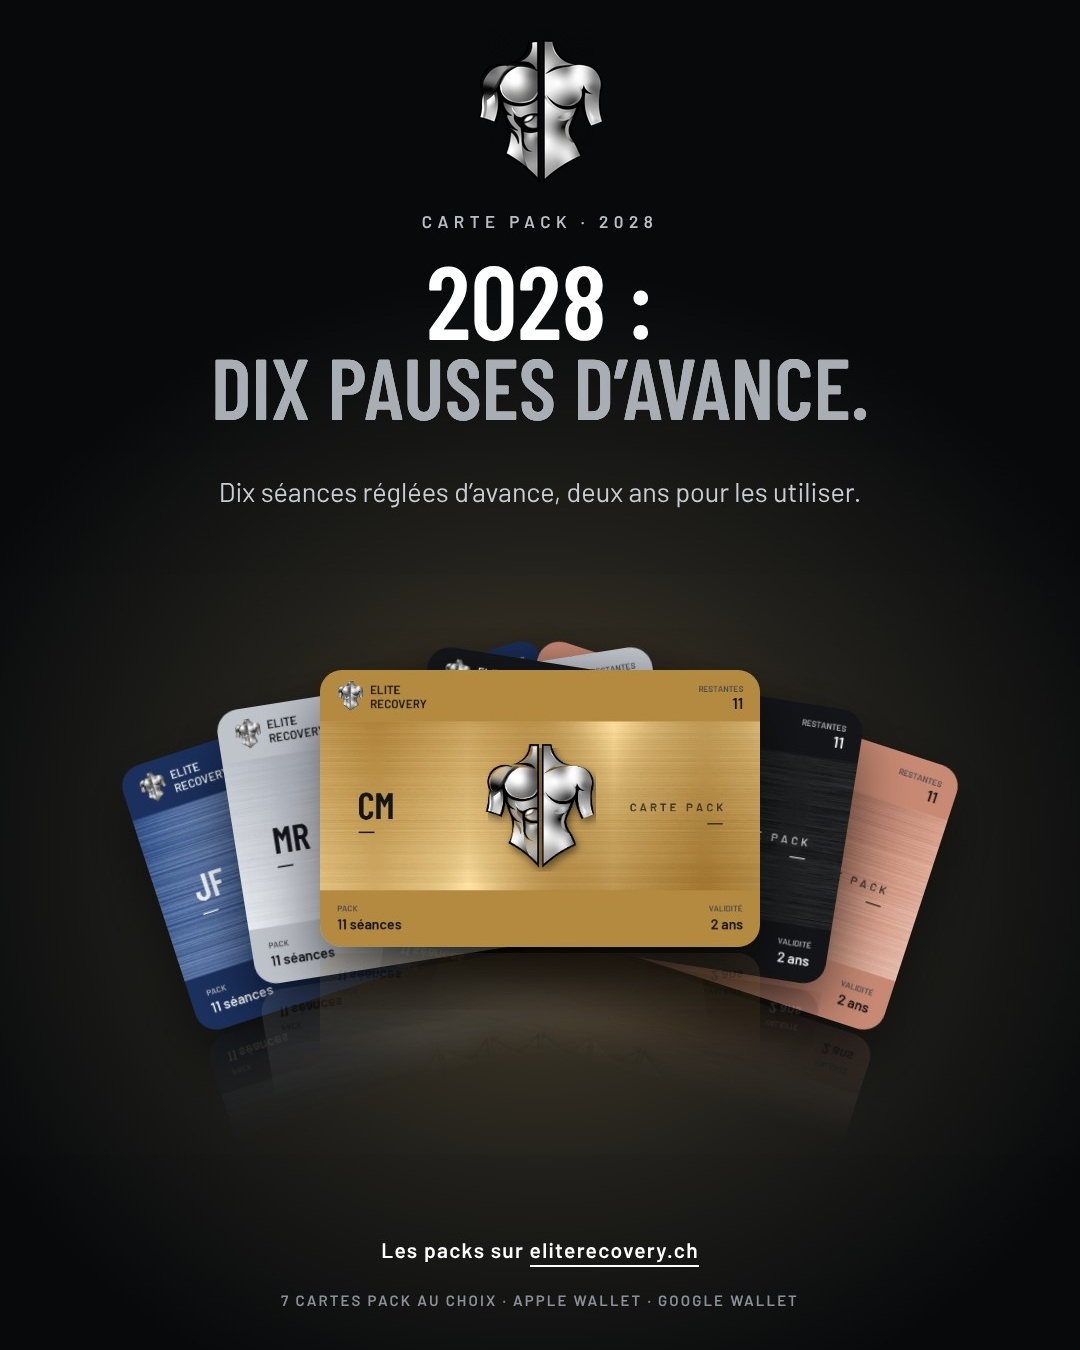 CARTE PACK · 2028
2028 :
DIX PAUSES D’AVANCE.
Dix séances réglées d’avance, deux ans pour les utiliser.
RESTANTES
ELITE
RECOVERY
RESTANTES
11
ELITE
RECOVERY
RESTANTES
11
ELITE
RECOVERY
RESTANTES
11
CM
CARTE PACK
MR
PACK
JF
PACK
PACK
11 séances
VALIDITÉ
2 ans
PACK
11 séances
VALIDITÉ
2 ans
PACK
11 séances
VALIDITÉ
2 ans
Les packs sur eliterecovery.ch
7 CARTES PACK AU CHOIX · APPLE WALLET · GOOGLE WALLET